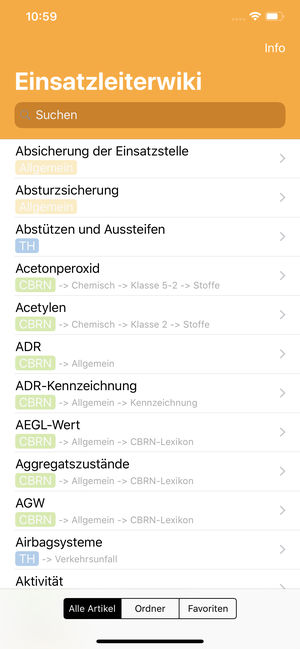 10:59
Info
Einsatzleiterwiki
Suchen
Absicherung der Einsatzstelle
Allgemein
Absturzsicherung
Allgemein
Abstützen und Aussteifen
TH
Acetonperoxid
CBRN -> Chemisch -> Klasse 5-2 -> Stoffe
Acetylen
CBRN -> Chemisch -> Klasse 2 -> Stoffe
ADR
CBRN -> Allgemein
ADR-Kennzeichnung
CBRN -> Allgemein -> Kennzeichnung
AEGL-Wert
CBRN -> Allgemein -> CBRN-Lexikon
Aggregatszustände
CBRN -> Allgemein -> CBRN-Lexikon
AGW
CBRN -> Allgemein -> CBRN-Lexikon
Airbagsysteme
TH -> Verkehrsunfall
Aktivität
Alle Artikel Ordner Favoriten